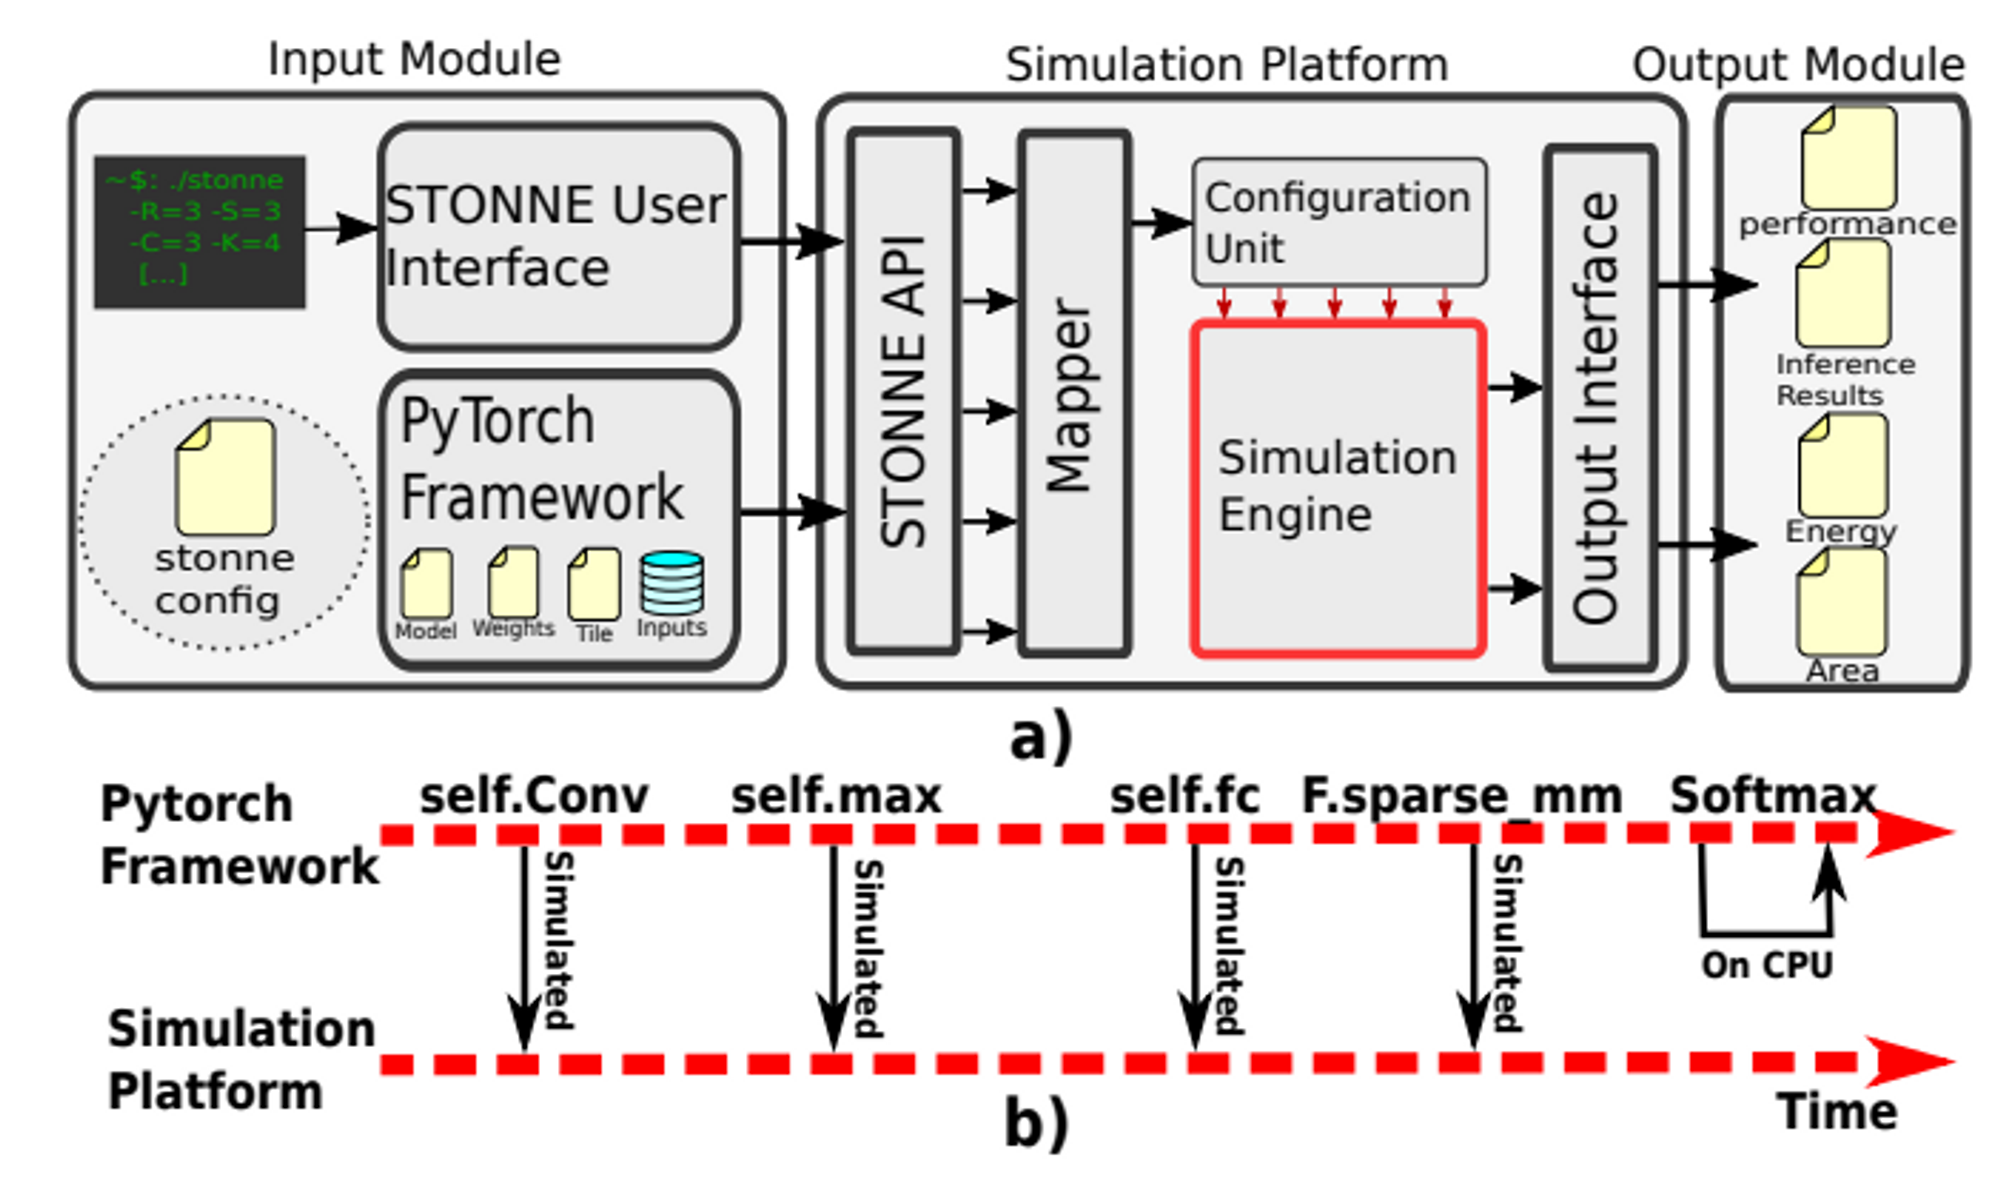 Input Module
Simulation Platform
Output Module
~$: ./stonne
-R=3 -S=3
-C=3 -K=4
[...]
STONNE User
Interface
stonne
config
PyTorch
Framework
Model
Weights
Tile
Inputs
STONNE API
Mapper
Configuration
Unit
Simulation
Engine
Output Interface
performance
Inference
Results
Energy
Area
a)
Pytorch
Framework
self.Conv
self.max
self.fc
F.sparse_mm
Softmax
Simulated
Simulated
Simulated
Simulated
On CPU
Simulation
Platform
Time
b)